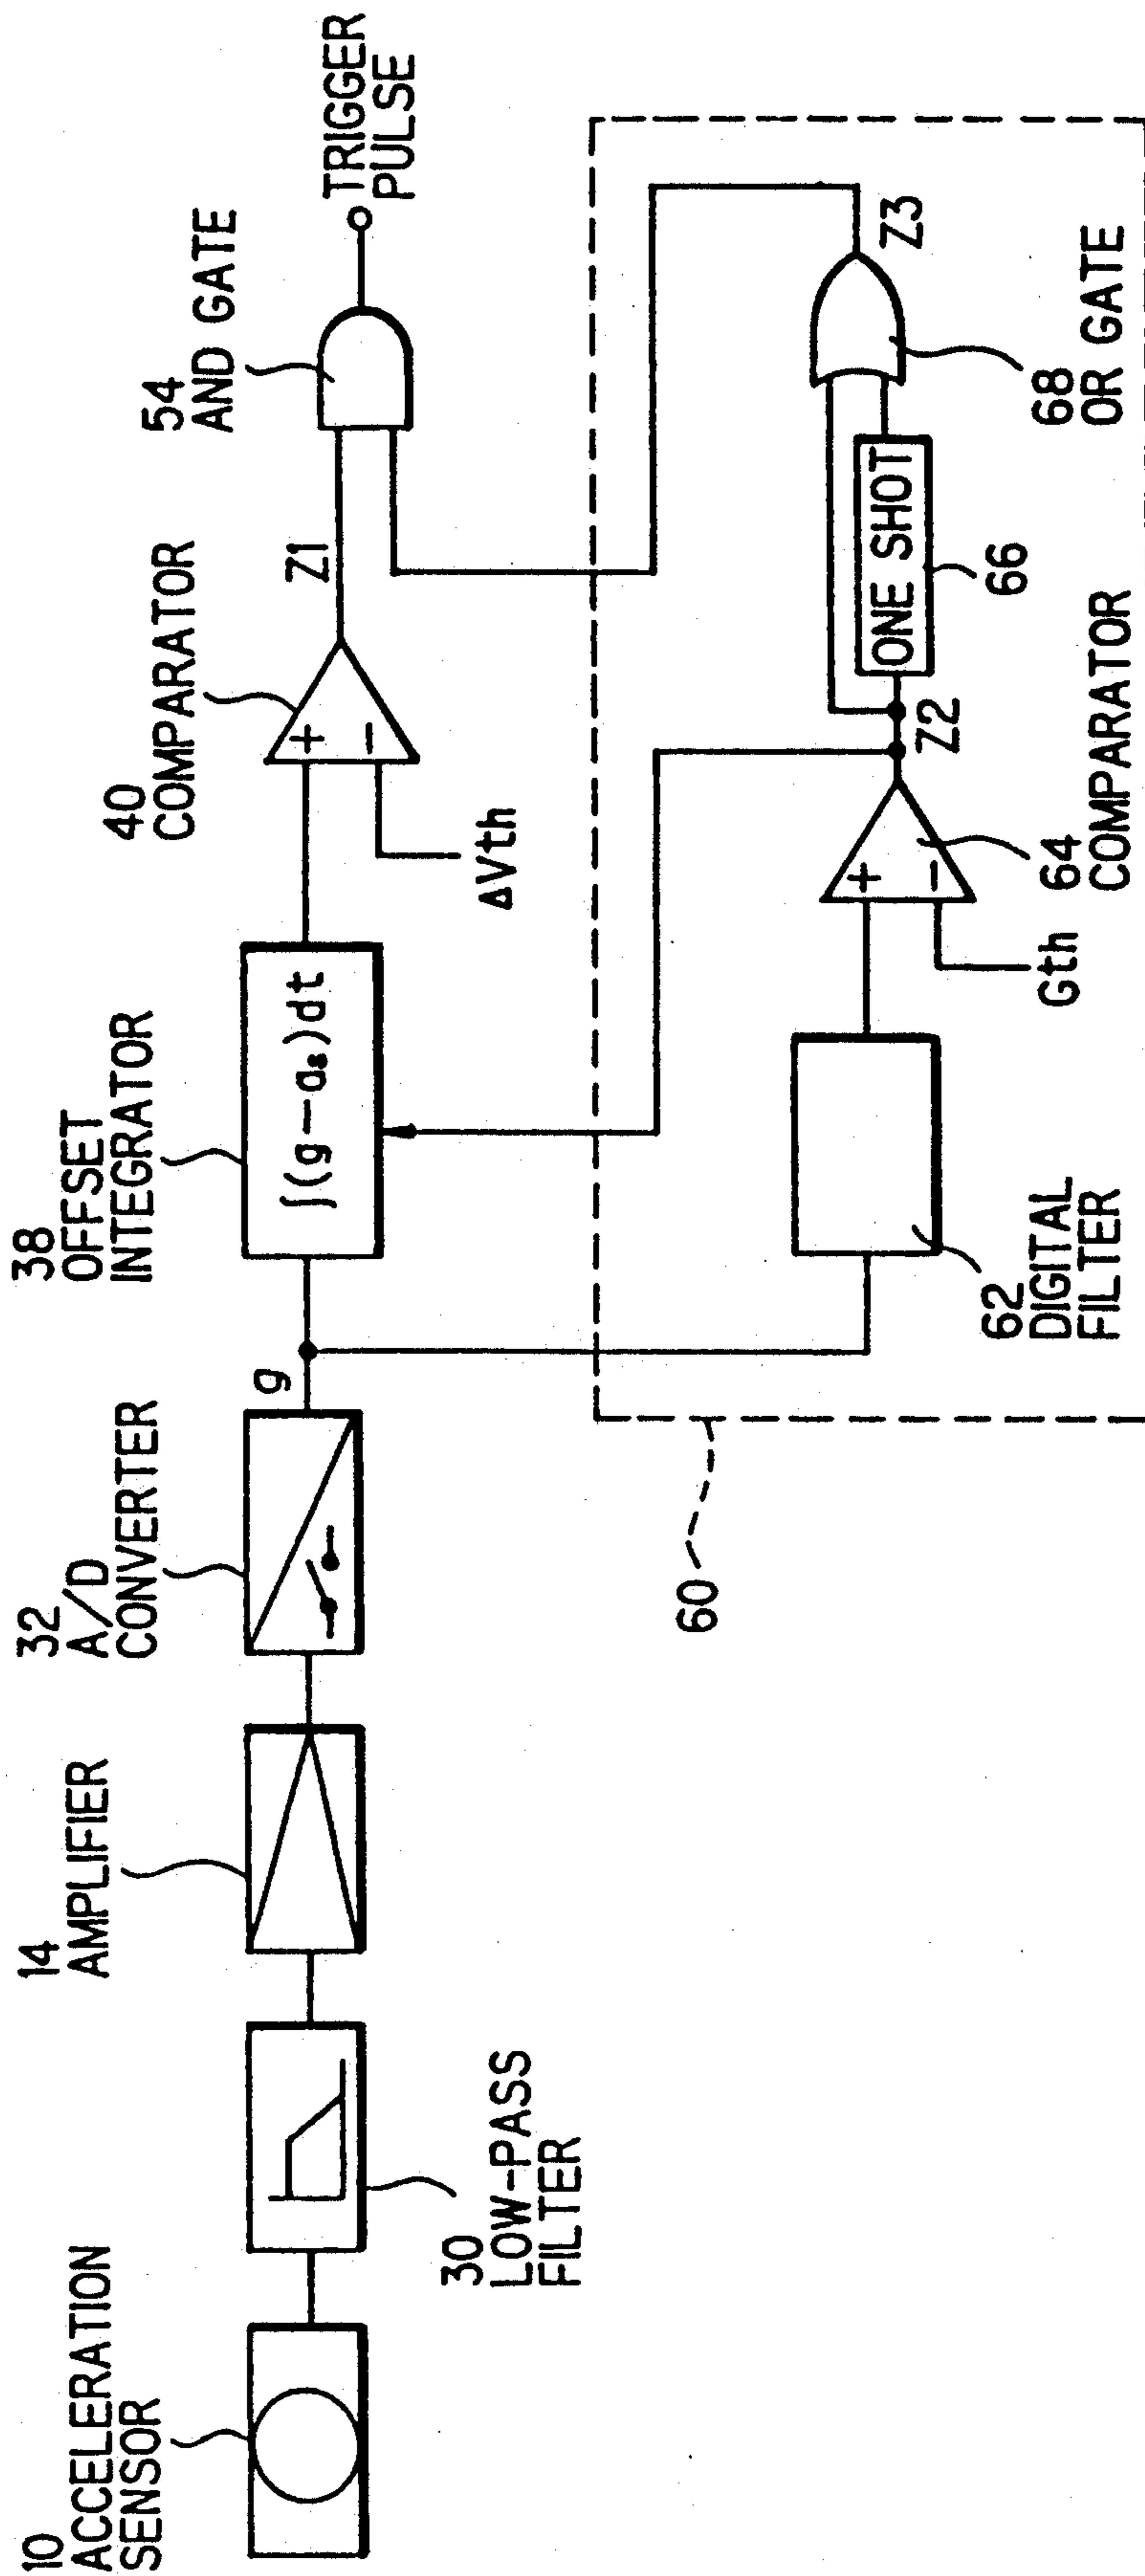 10
ACCELERATION
SENSOR
30
LOW-PASS
FILTER
14
AMPLIFIER
32
A/D
CONVERTER
g
38
OFFSET
INTEGRATOR
∫(g-as)dt
40
COMPARATOR
+
-
ΔVth
Z1
54
AND GATE
TRIGGER
PULSE
60
62
DIGITAL
FILTER
+
-
Gth
64
COMPARATOR
Z2
ONE SHOT
66
68
OR GATE
Z3